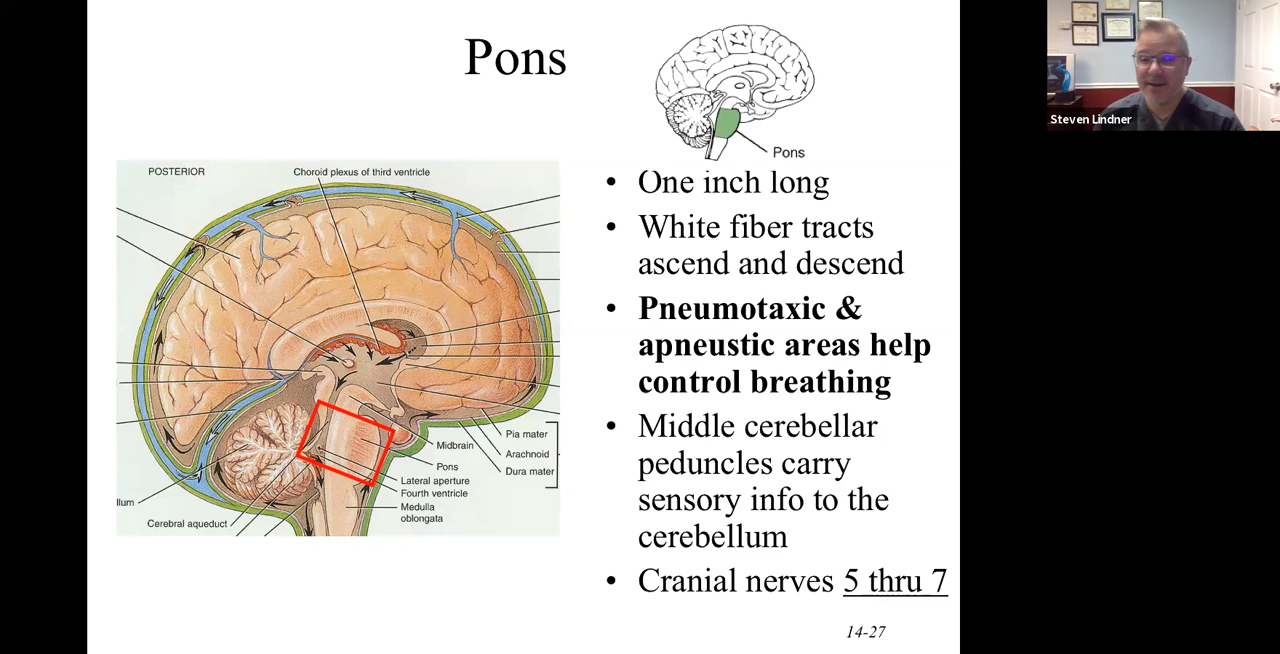 Pons
Pons
• One inch long
• White fiber tracts
ascend and descend
• Pneumotaxic &
apneustic areas help
control breathing
• Middle cerebellar
peduncles carry
sensory info to the
cerebellum
• Cranial nerves 5 thru 7
14-27
POSTERIOR
Choroid plexus of third ventricle
Pia mater
Arachnoid
Dura mater
Midbrain
Pons
Lateral aperture
Fourth ventricle
Medulla
oblongata
llum
Cerebral aqueduct
Steven Lindner